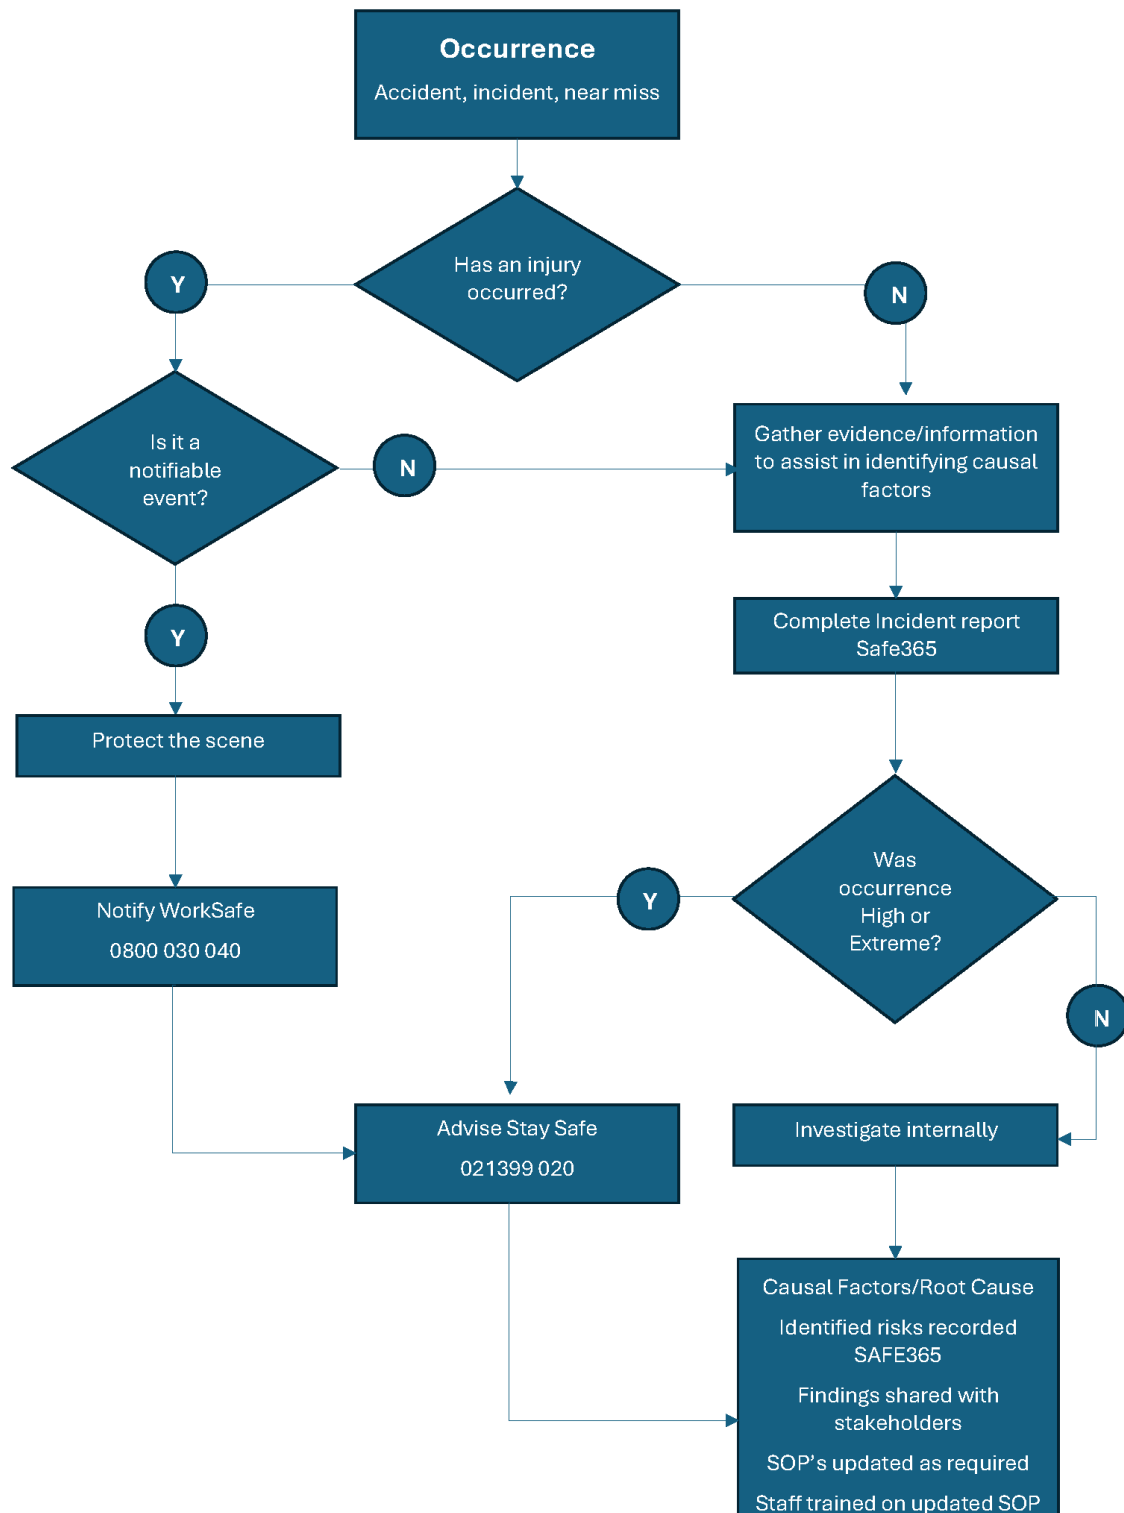 Occurrence
Accident, incident, near miss
Has an injury
occurred?
Y
N
Is it a
notifiable
event?
N
Gather evidence/information
to assist in identifying causal
factors
Y
Complete Incident report
Safe365
Protect the scene
Was
occurrence
High or
Extreme?
Y
Notify WorkSafe
0800 030 040
N
Advise Stay Safe
021399 020
Investigate internally
Causal Factors/Root Cause
Identified risks recorded
SAFE365
Findings shared with
stakeholders
SOP's updated as required
Staff trained on updated SOP